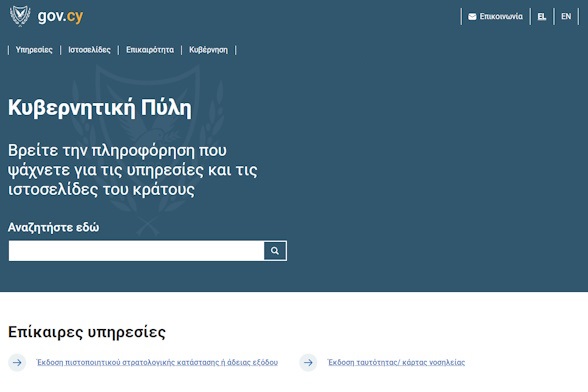 gov.cy
Επικοινωνία
EL
EN
Υπηρεσίες
Ιστοσελίδες
Επικαιρότητα
Κυβέρνηση
Κυβερνητική Πύλη
Βρείτε την πληροφόρηση που
ψάχνετε για τις υπηρεσίες και τις
ιστοσελίδες του κράτους
Αναζητήστε εδώ
Επίκαιρες υπηρεσίες
Έκδοση πιστοποιητικού στρατολογικής κατάστασης ή άδειας εξόδου
Έκδοση ταυτότητας/ κάρτας νοσηλείας